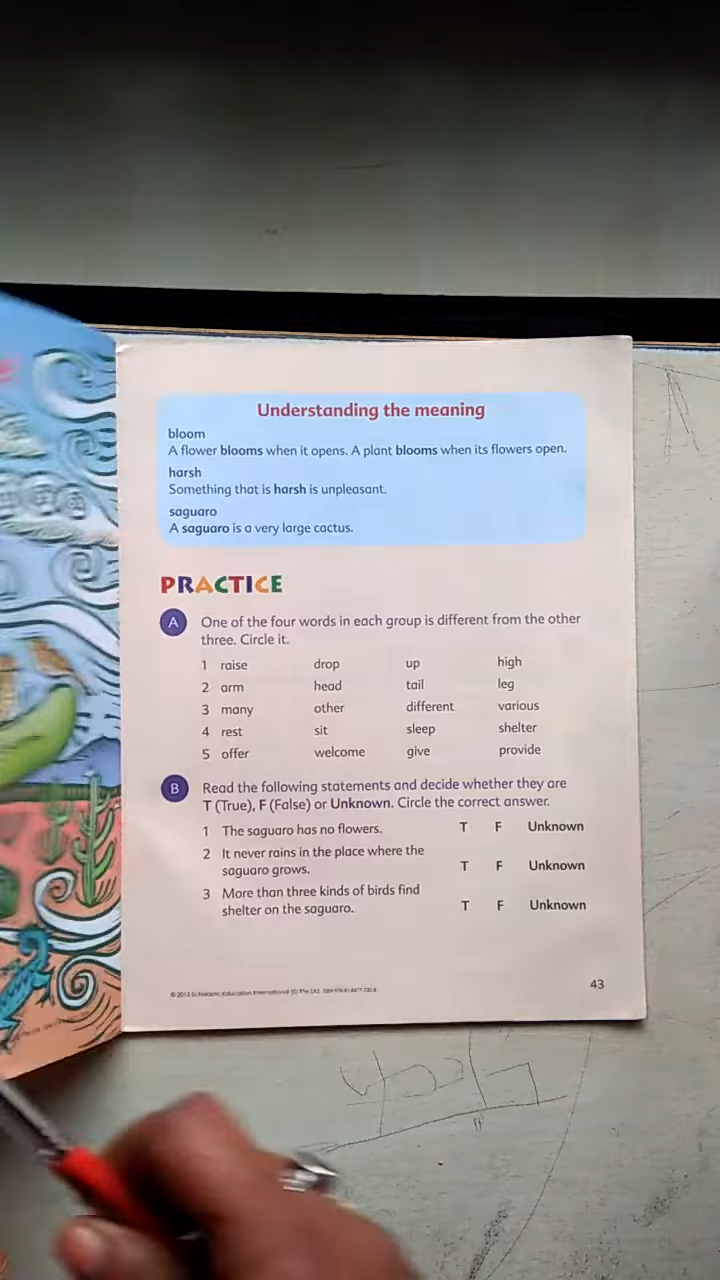 Understanding the meaning
bloom
A flower blooms when it opens. A plant blooms when its flowers open.
harsh
Something that is harsh is unpleasant.
saguaro
A saguaro is a very large cactus.
PRACTICE
A One of the four words in each group is different from the other
three. Circle it.
1 raise drop up high
2 arm head tail leg
3 many other different various
4 rest sit sleep shelter
5 offer welcome give provide
B Read the following statements and decide whether they are
T (True), F (False) or Unknown. Circle the correct answer.
1 The saguaro has no flowers. T F Unknown
2 It never rains in the place where the
saguaro grows. T F Unknown
3 More than three kinds of birds find
shelter on the saguaro. T F Unknown
© 2013 Scholastic Education International (S) Pte Ltd
43